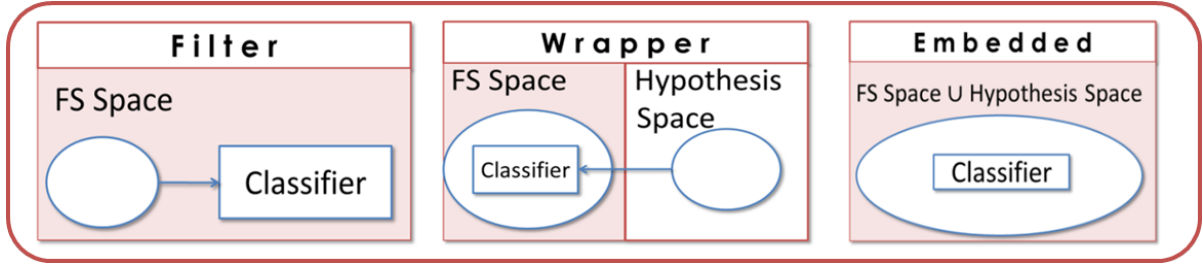 Filter
FS Space
Classifier
Wrapper
FS Space
Classifier
Hypothesis
Space
Embedded
FS Space ∪ Hypothesis Space
Classifier